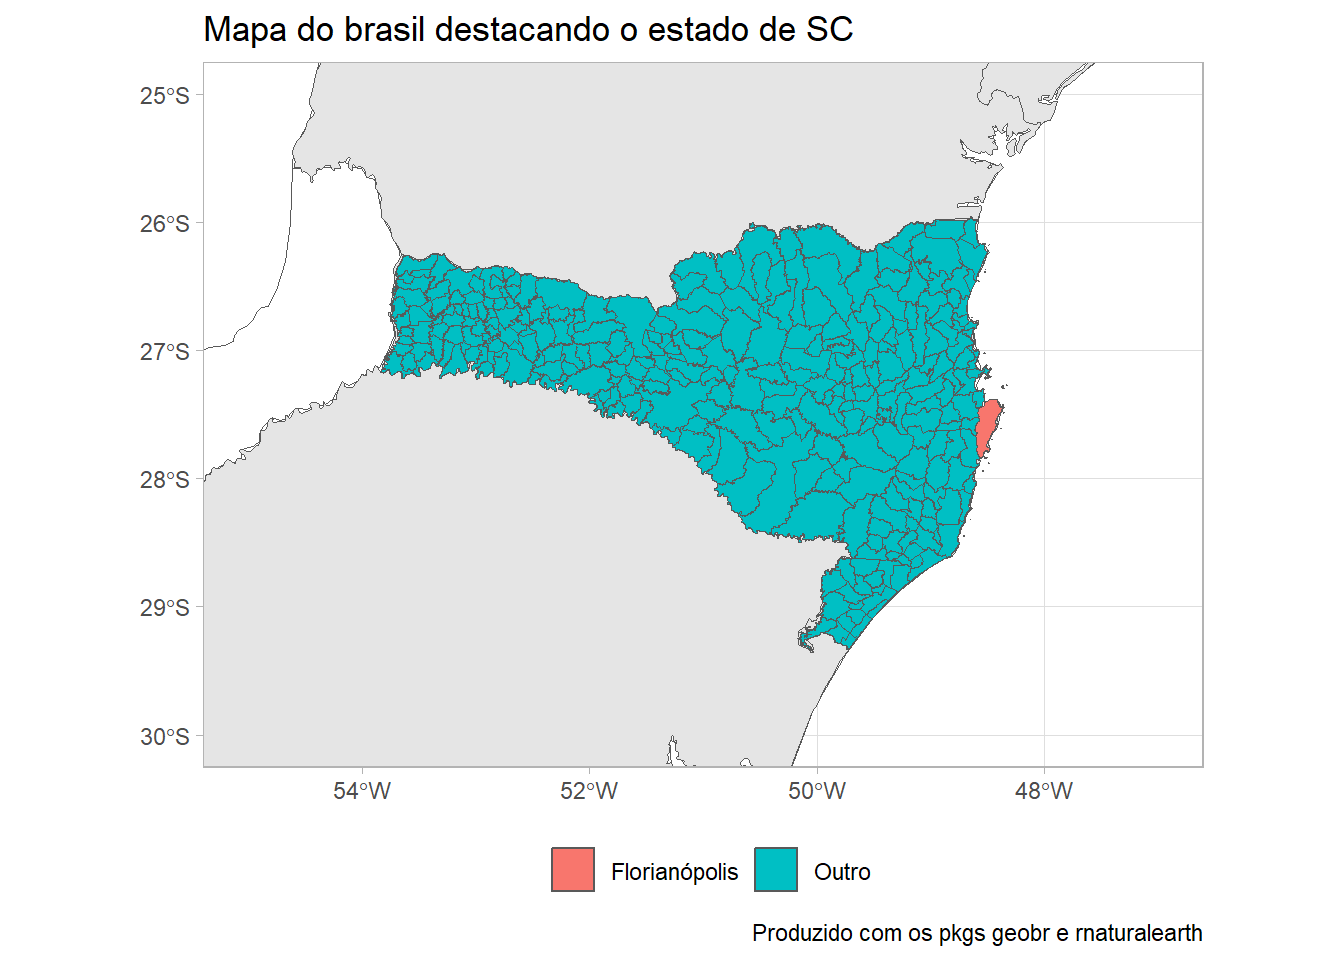 Mapa do brasil destacando o estado de SC
25°S
26°S
27°S
28°S
29°S
30°S
54°W 52°W 50°W 48°W
Florianópolis Outro
Produzido com os pkgs geobr e rnaturalearth